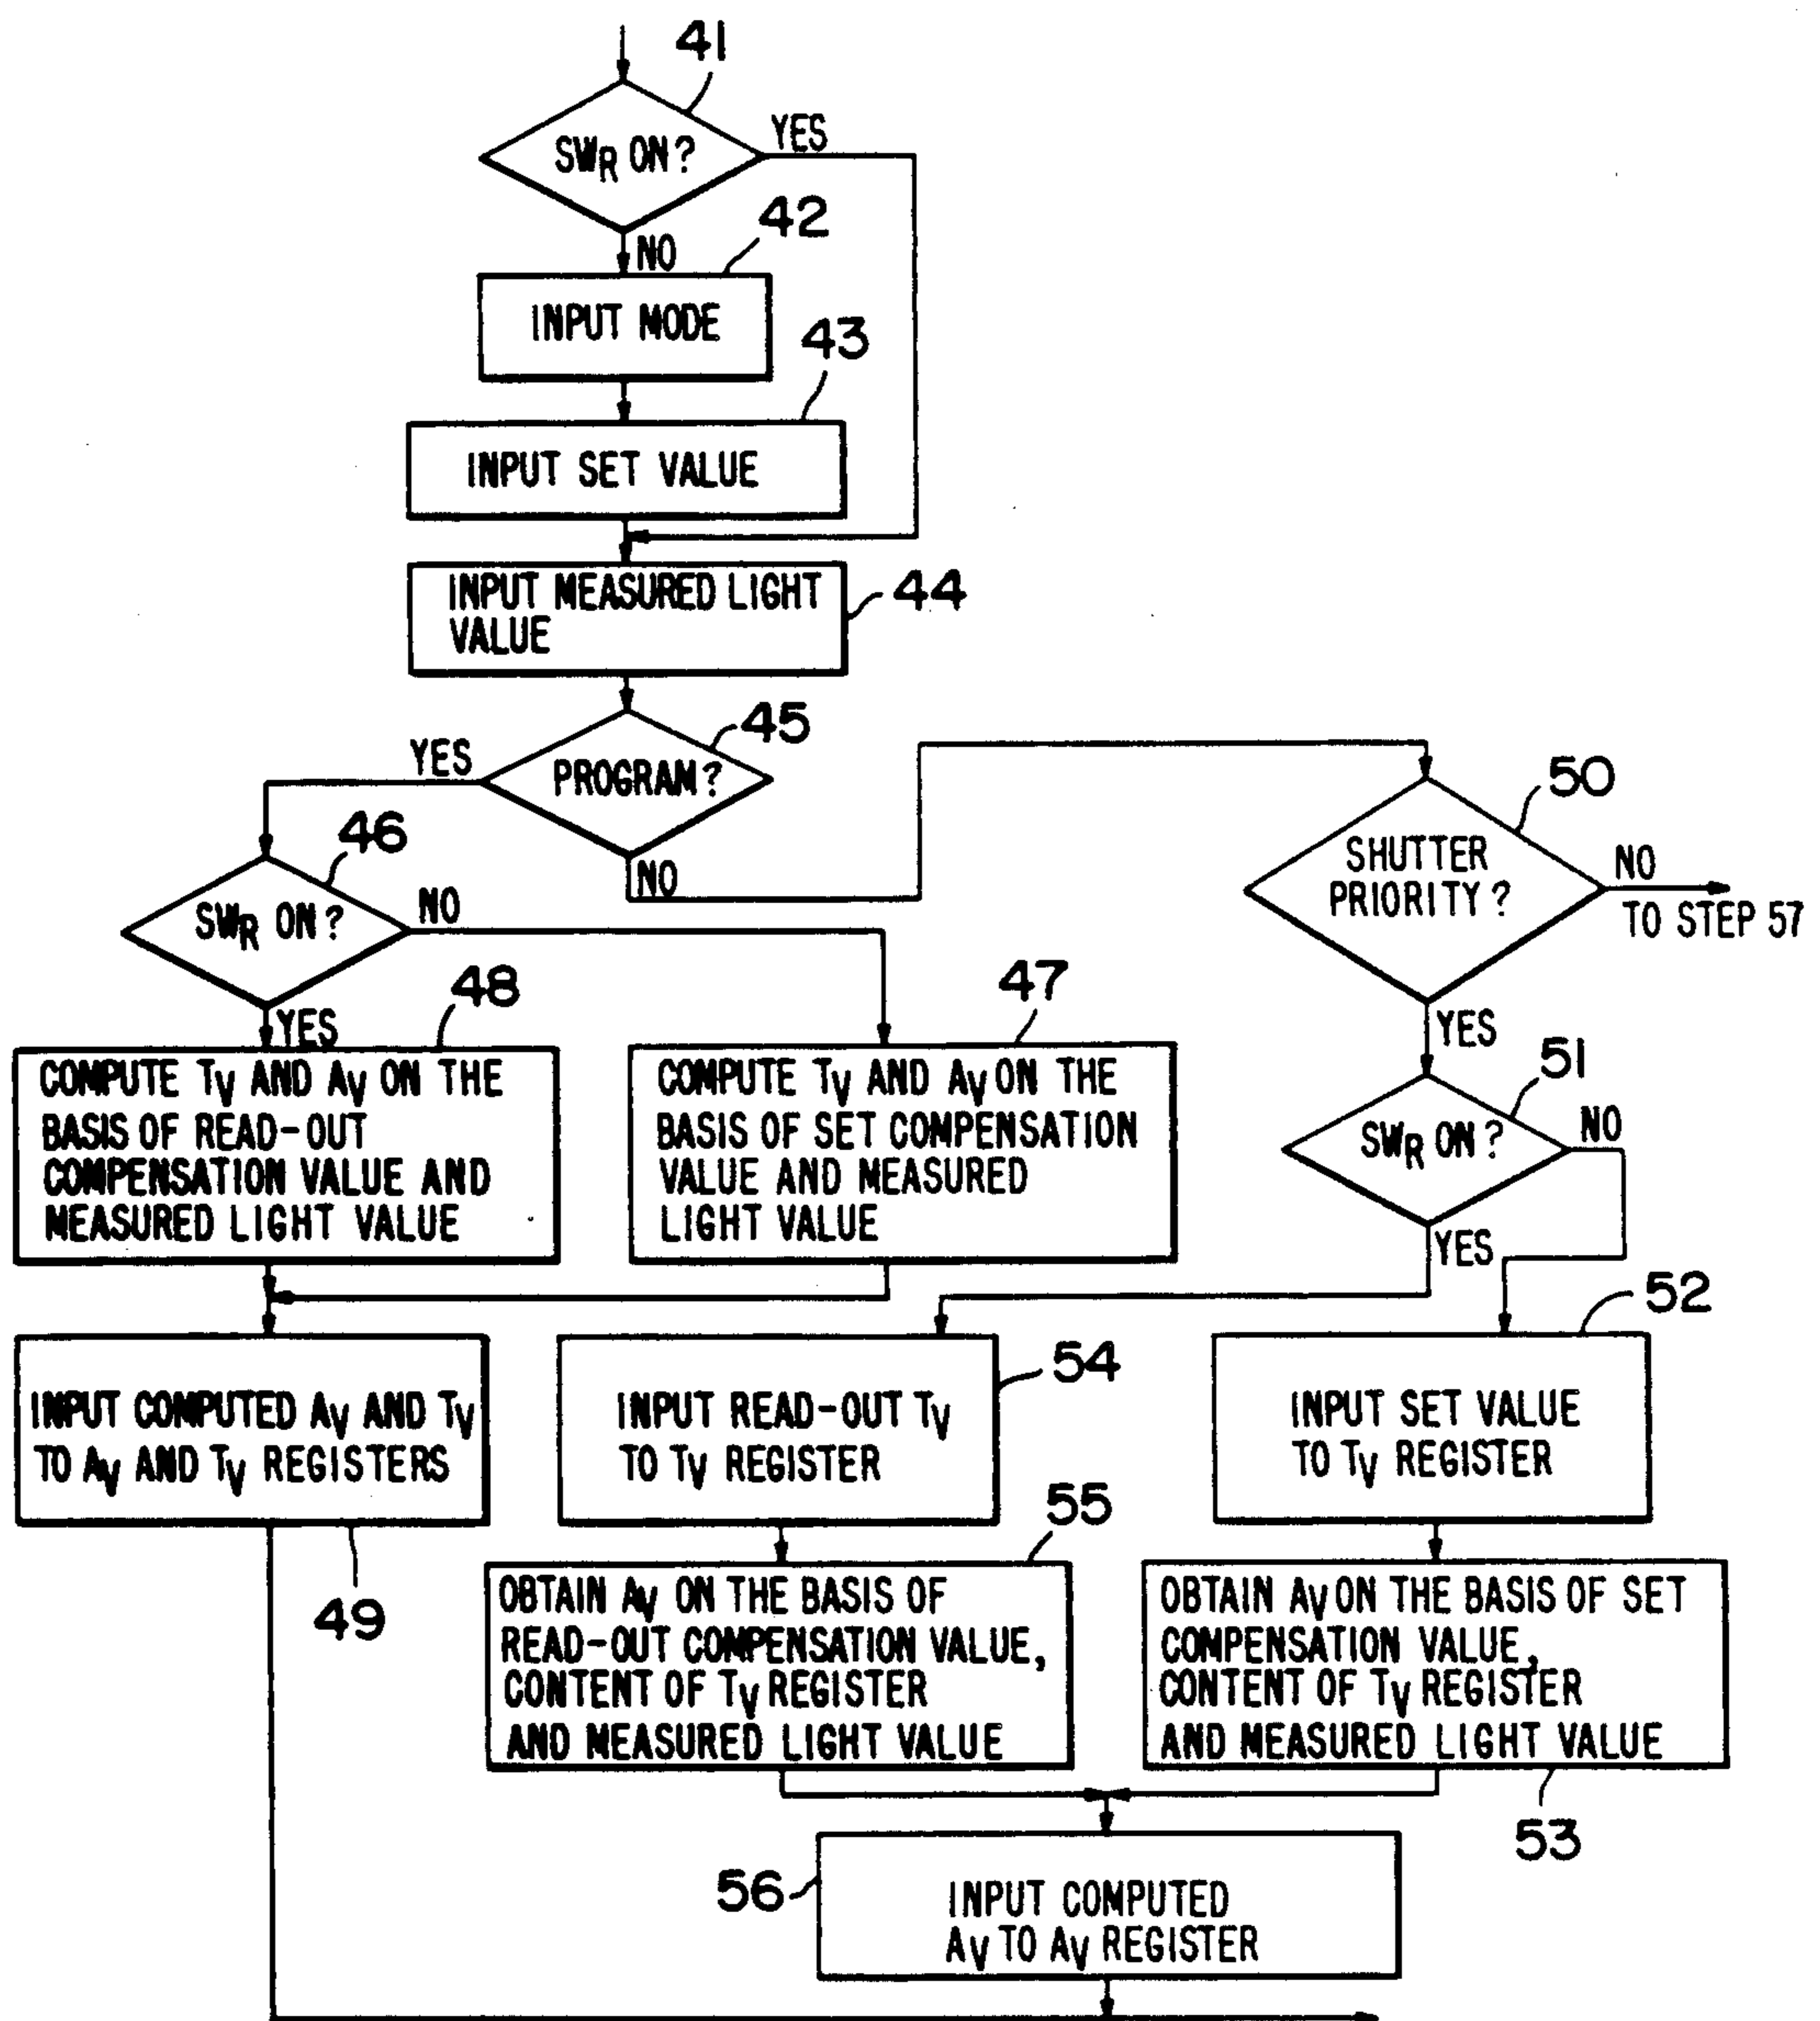 41
SWR ON?
YES
NO
42
INPUT MODE
43
INPUT SET VALUE
INPUT MEASURED LIGHT
VALUE
44
45
PROGRAM?
YES
NO
46
SWR ON?
NO
YES
50
SHUTTER
PRIORITY?
NO
TO STEP 57
YES
48
COMPUTE TV AND AV ON THE
BASIS OF READ-OUT
COMPENSATION VALUE AND
MEASURED LIGHT VALUE
47
COMPUTE TV AND AV ON THE
BASIS OF SET COMPENSATION
VALUE AND MEASURED
LIGHT VALUE
51
SWR ON?
NO
YES
INPUT COMPUTED AV AND TV
TO AV AND TV REGISTERS
49
54
INPUT READ-OUT TV
TO TV REGISTER
52
INPUT SET VALUE
TO TV REGISTER
55
OBTAIN AV ON THE BASIS OF
READ-OUT COMPENSATION VALUE,
CONTENT OF TV REGISTER
AND MEASURED LIGHT VALUE
OBTAIN AV ON THE BASIS OF SET
COMPENSATION VALUE,
CONTENT OF TV REGISTER
AND MEASURED LIGHT VALUE
53
56
INPUT COMPUTED
AV TO AV REGISTER